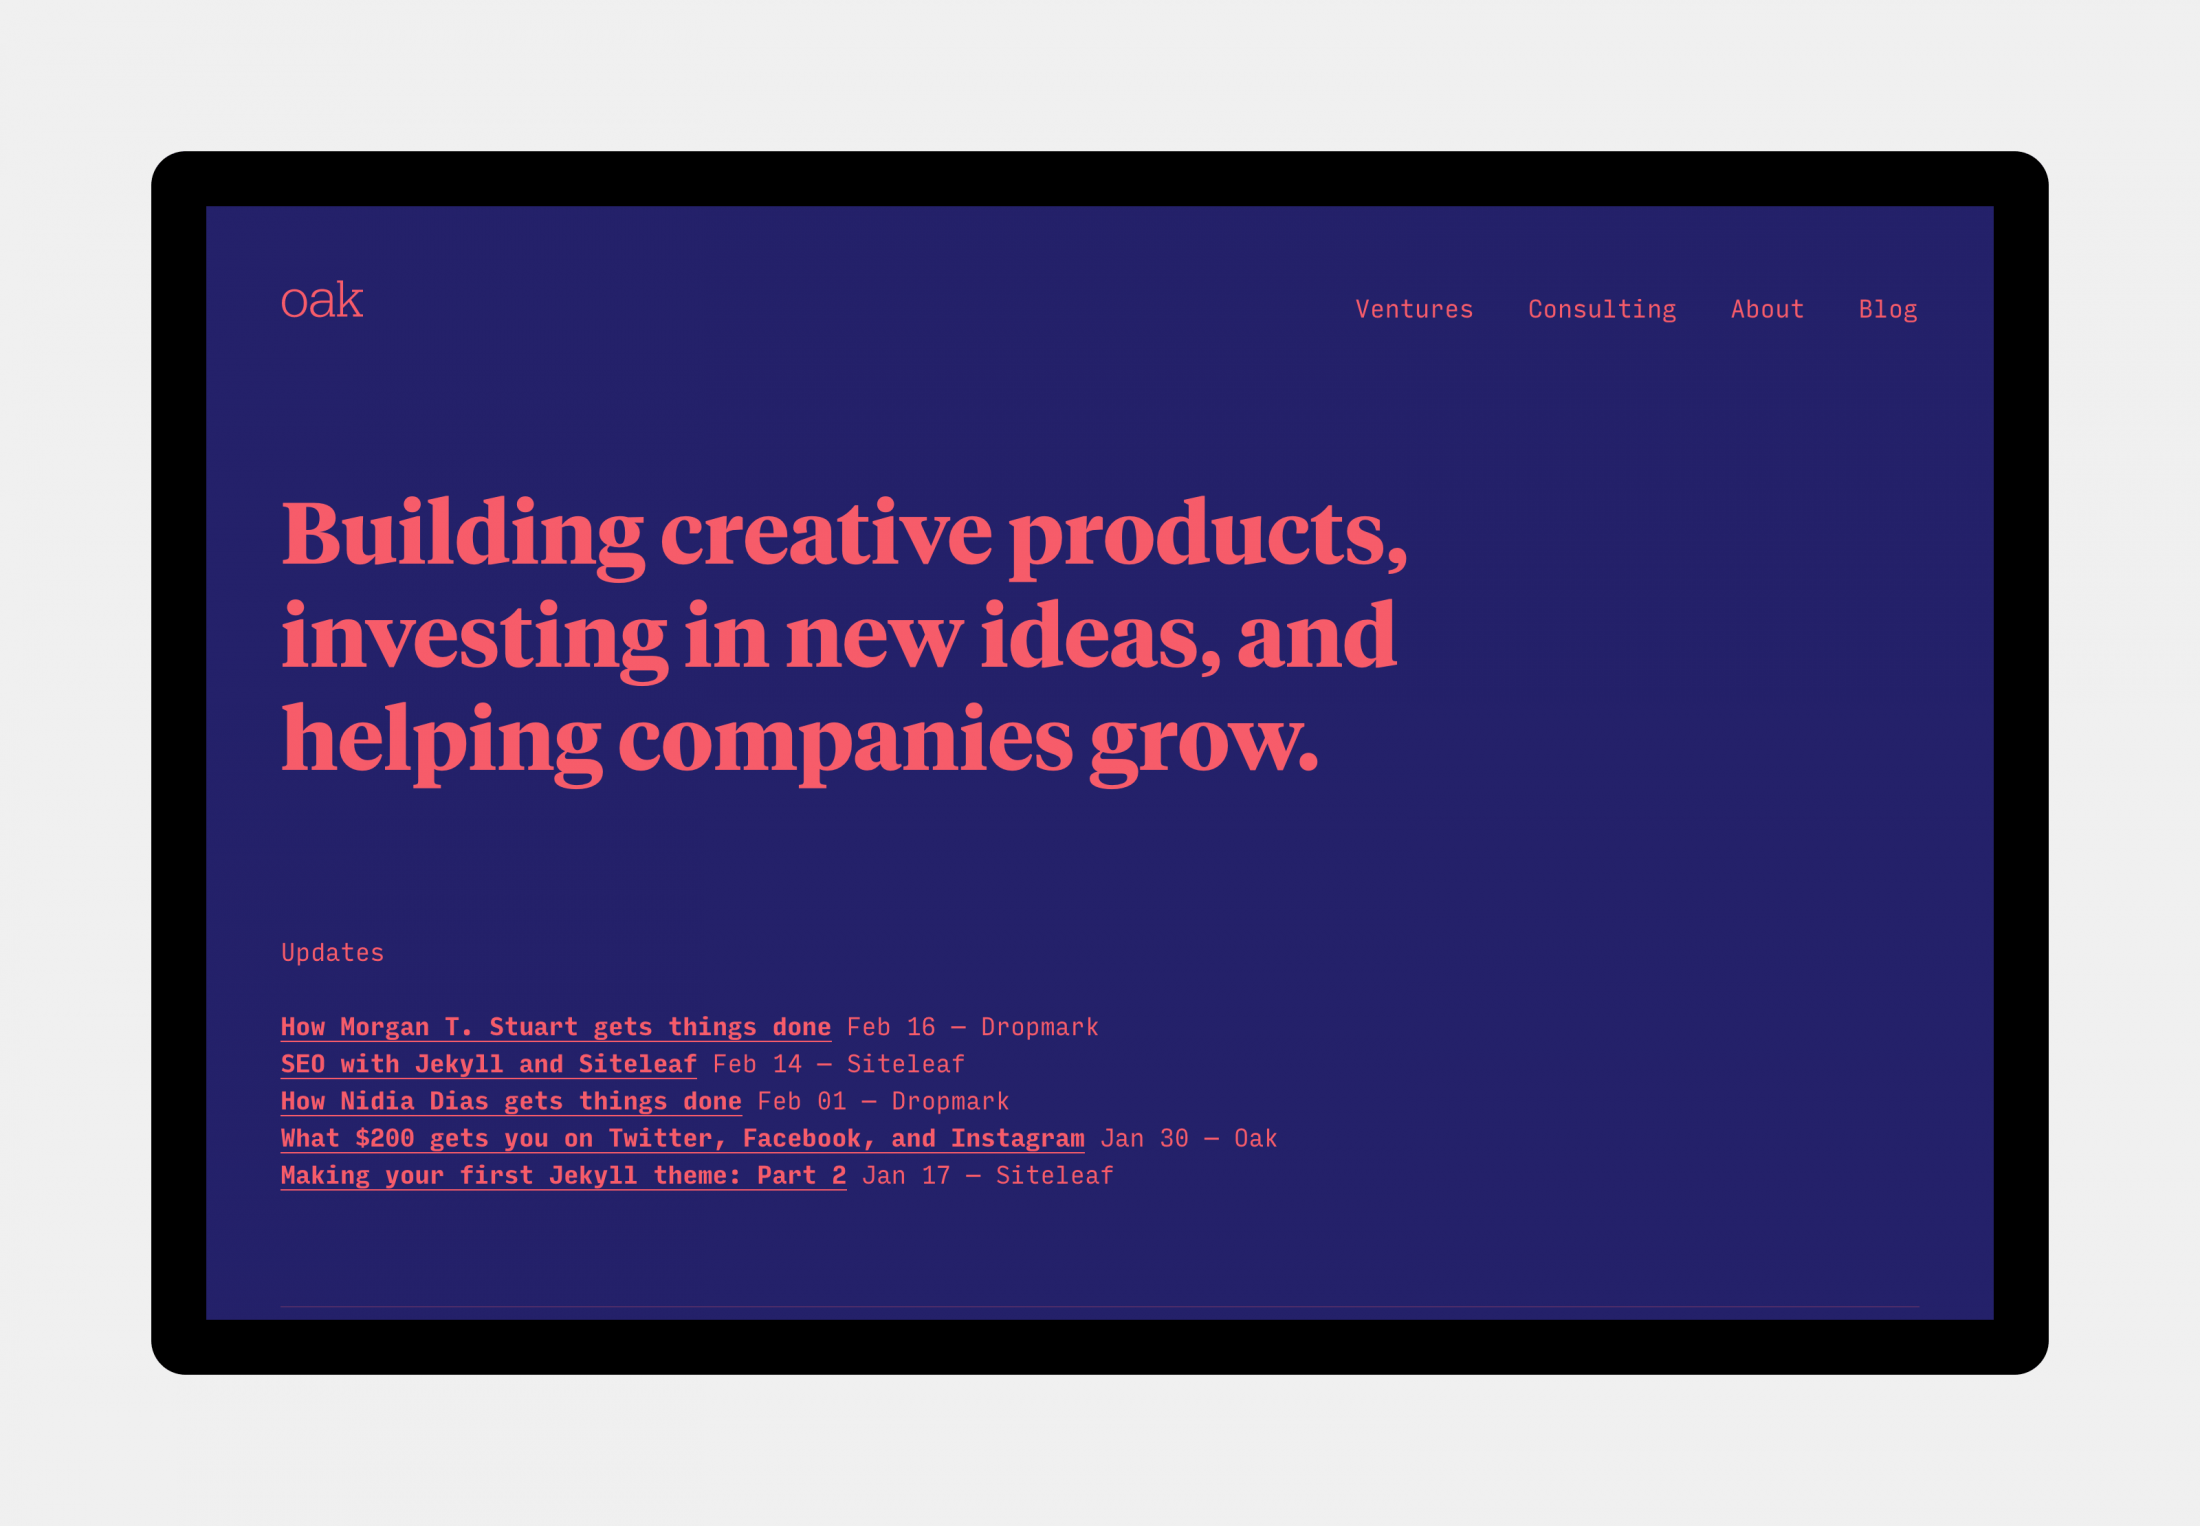 oak
Ventures Consulting About Blog
Building creative products,
investing in new ideas, and
helping companies grow.
Updates
How Morgan T. Stuart gets things done Feb 16 — Dropmark
SEO with Jekyll and Siteleaf Feb 14 — Siteleaf
How Nidia Dias gets things done Feb 01 — Dropmark
What $200 gets you on Twitter, Facebook, and Instagram Jan 30 — Oak
Making your first Jekyll theme: Part 2 Jan 17 — Siteleaf